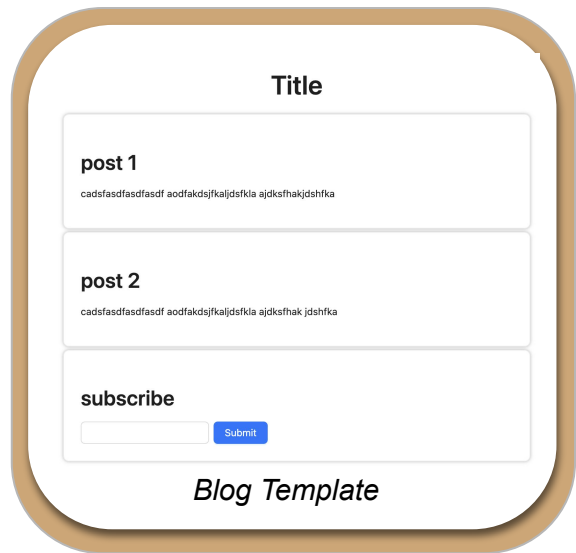 Title
post 1
cadsfasdfasdfasdf aodfakdsjfkaljdsfkla ajdksfhakjdshfka
post 2
cadsfasdfasdfasdf aodfakdsjfkaljdsfkla ajdksfhak jdshfka
subscribe
Submit
Blog Template